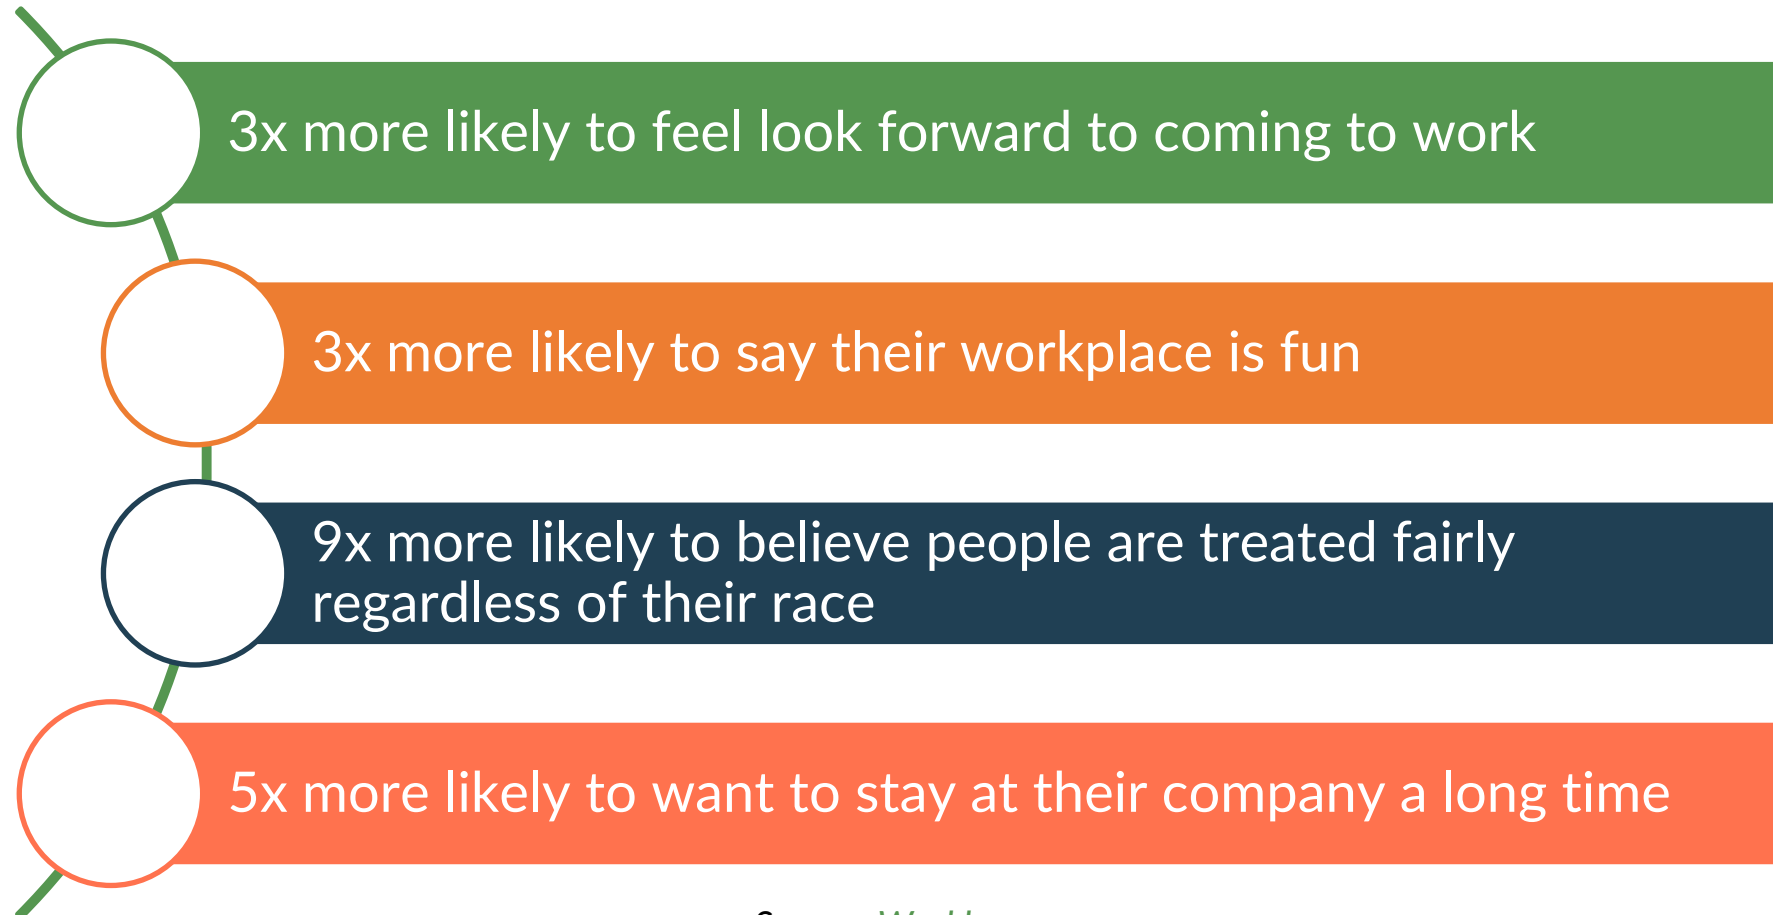 3x more likely to feel look forward to coming to work
3x more likely to say their workplace is fun
9x more likely to believe people are treated fairly
regardless of their race
5x more likely to want to stay at their company a long time